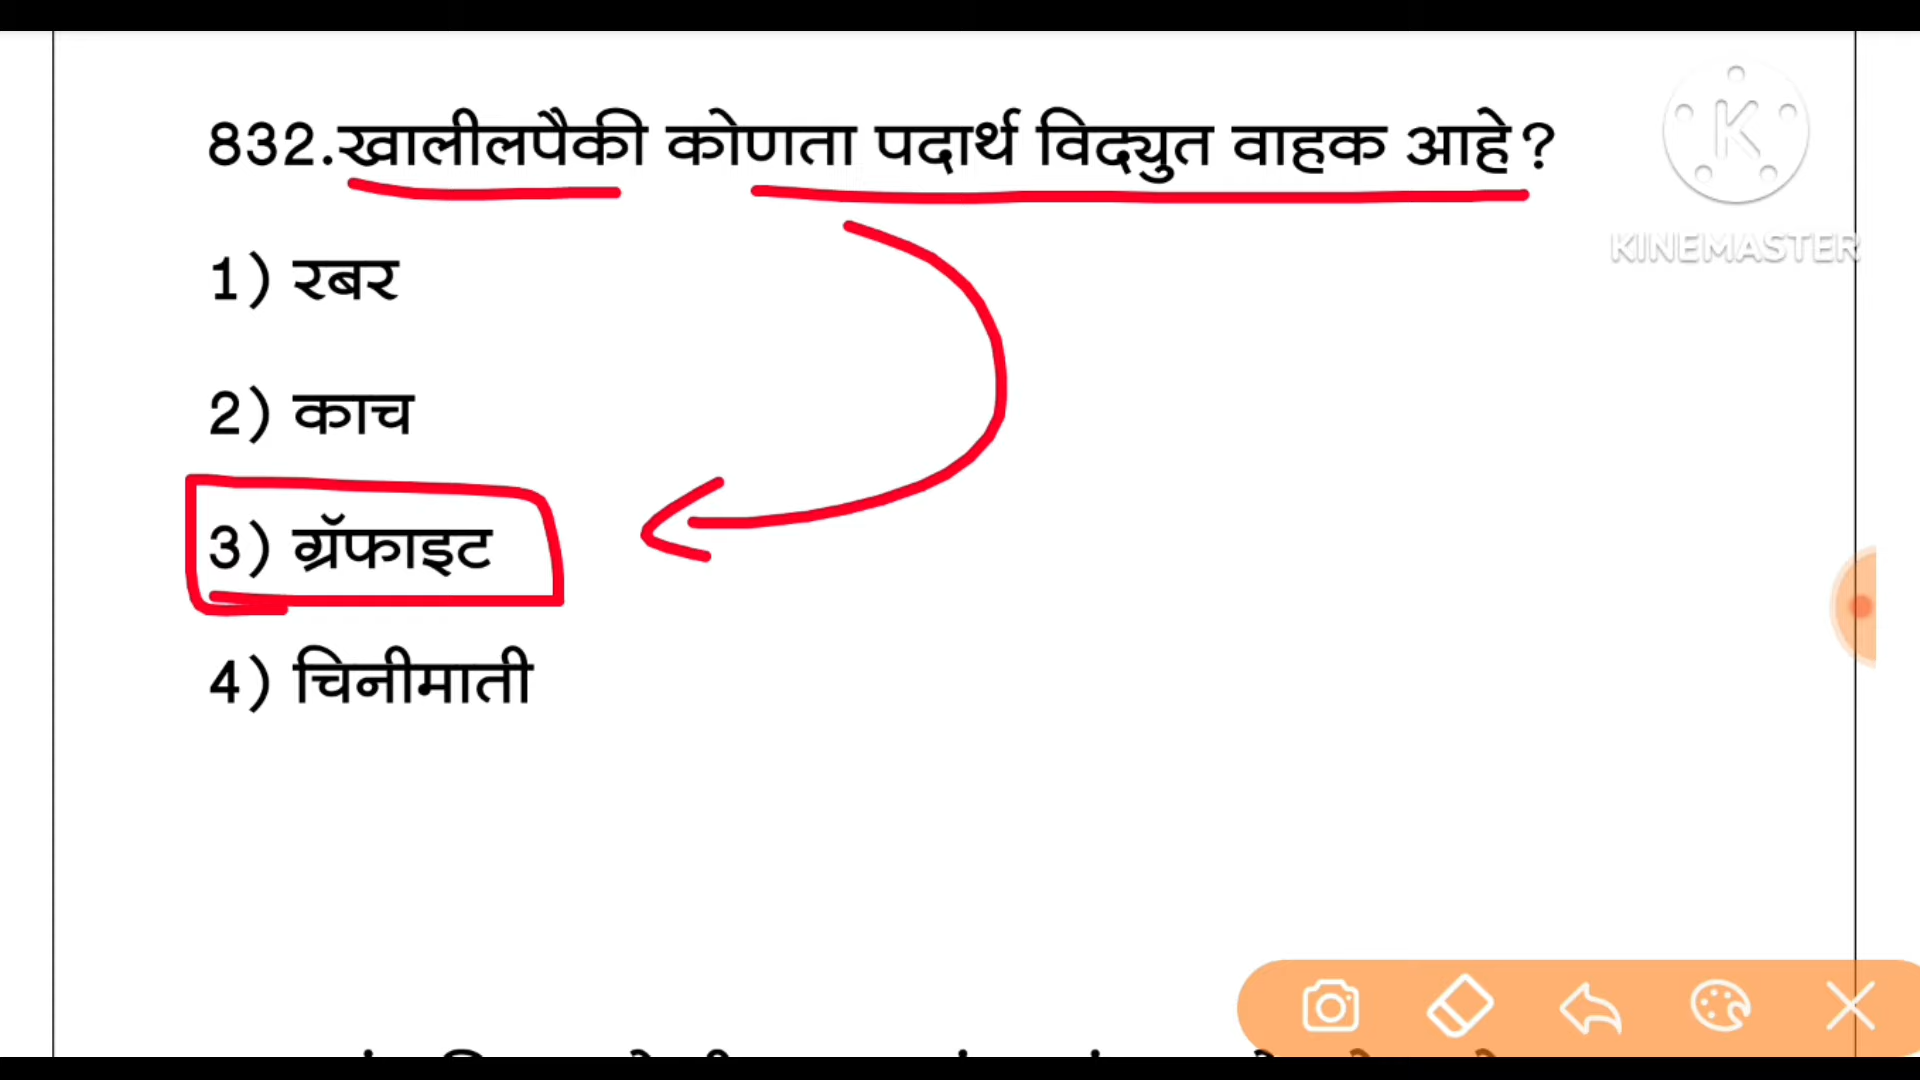 832.खालीलपैकी कोणता पदार्थ विद्युत वाहक आहे?
KINEMASTER
1) रबर
2) काच
3) ग्रॅफाइट
4) चिनीमाती